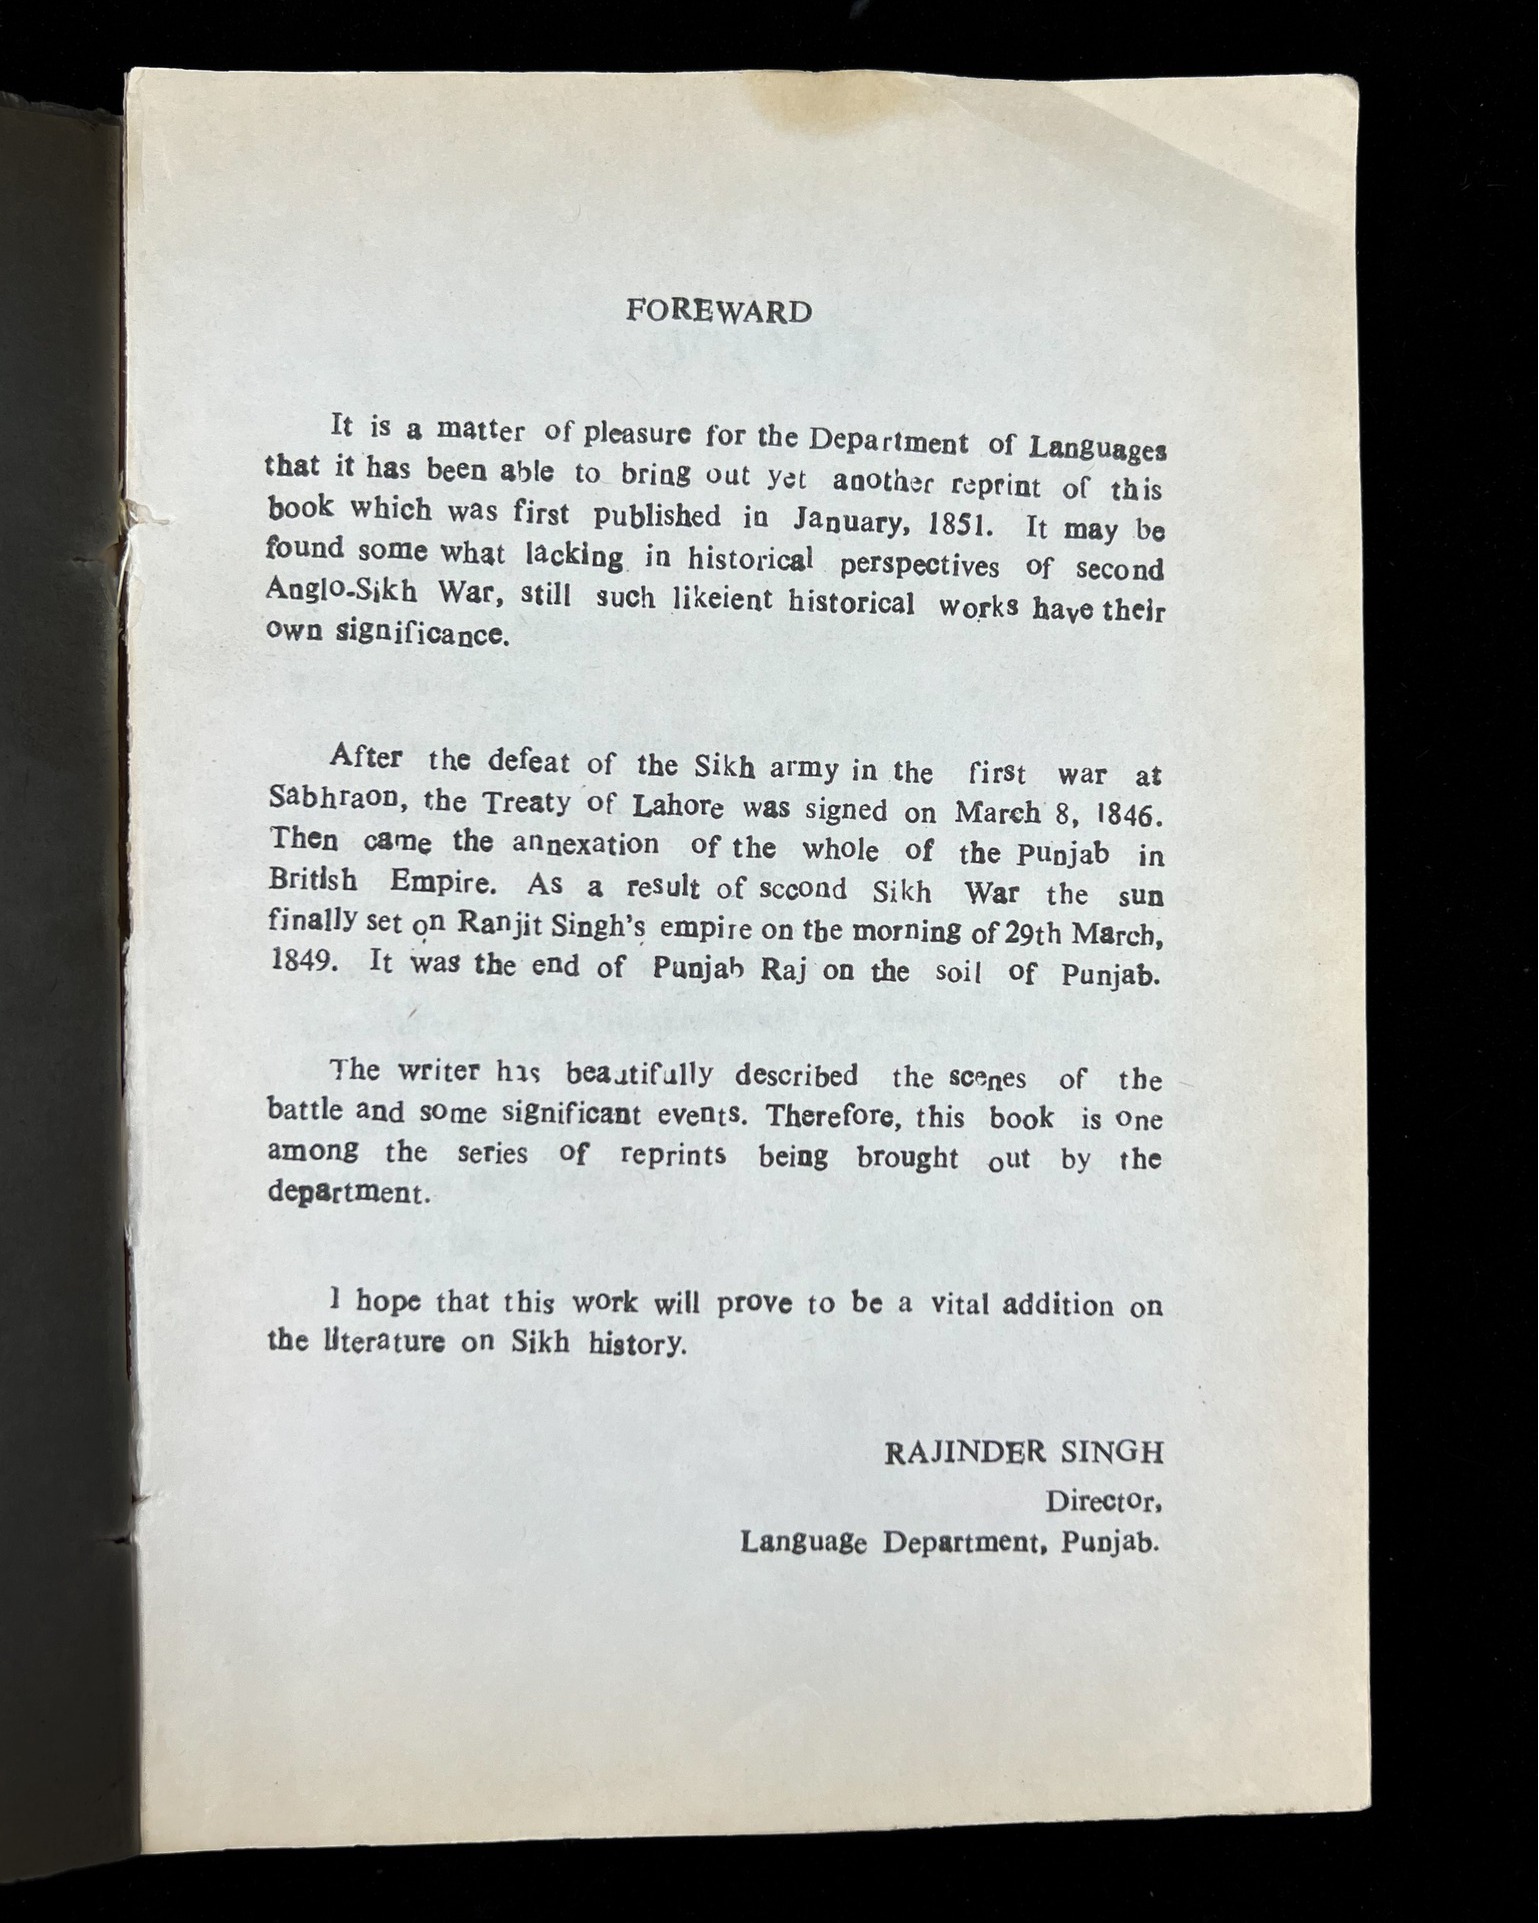 FOREWARD
It is a matter of pleasure for the Department of Languages
that it has been able to bring out yet another reprint of this
book which was first published in January, 1851. It may be
found some what lacking in historical perspectives of second
Anglo-Sikh War, still such likeient historical works have their
own significance.
After the defeat of the Sikh army in the first war at
Sabhraon, the Treaty of Lahore was signed on March 8, 1846.
Then came the annexation of the whole of the Punjab in
British Empire. As a result of sccond Sikh War the sun
finally set on Ranjit Singh's empire on the morning of 29th March,
1849. It was the end of Punjab Raj on the soil of Punjab.
The writer has beautifully described the scenes of the
battle and some significant events. Therefore, this book is one
among the series of reprints being brought out by the
department.
I hope that this work will prove to be a vital addition on
the literature on Sikh history.
RAJINDER SINGH
Director,
Language Department, Punjab.